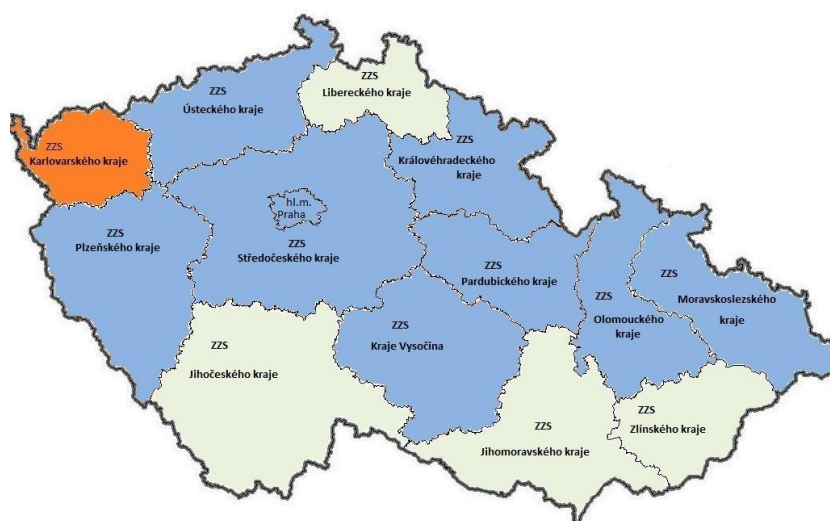 ZZS
Libereckého kraje
ZZS
Ústeckého kraje
ZZS
Karlovarského kraje
ZZS
Královéhradeckého
kraje
hl.m.
Praha
ZZS
Plzeňského kraje
ZZS
Středočeského kraje
ZZS
Pardubického kraje
ZZS
Moravskoslezského
kraje
ZZS
Olomouckého
kraje
ZZS
Kraje Vysočina
ZZS
Jihočeského kraje
ZZS
Zlínského kraje
ZZS
Jihomoravského kraje